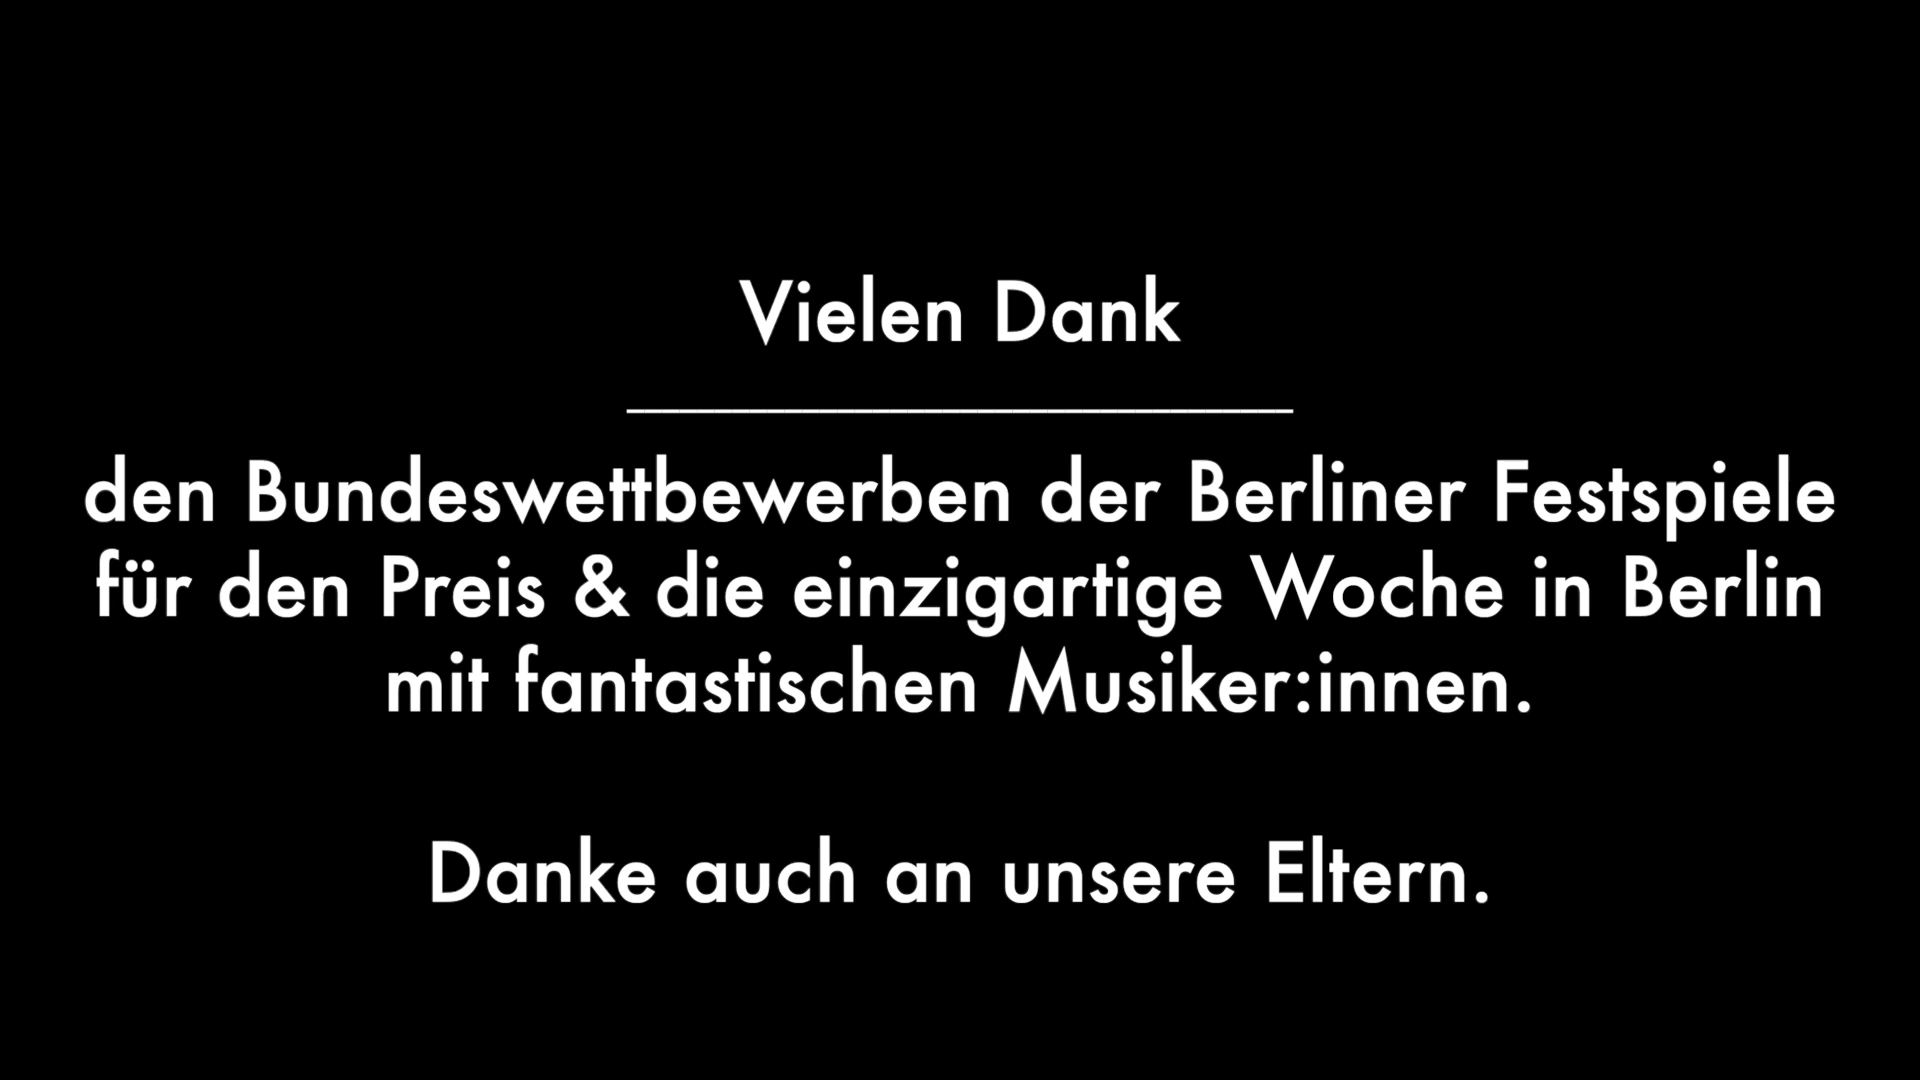 Vielen Dank
den Bundeswettbewerben der Berliner Festspiele
für den Preis & die einzigartige Woche in Berlin
mit fantastischen Musiker:innen.
Danke auch an unsere Eltern.